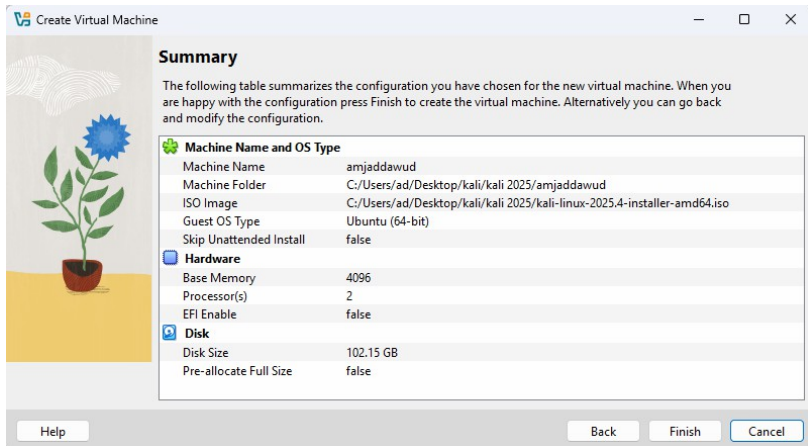 Create Virtual Machine
Summary
The following table summarizes the configuration you have chosen for the new virtual machine. When you
are happy with the configuration press Finish to create the virtual machine. Alternatively you can go back
and modify the configuration.
Machine Name and OS Type
Machine Name amjaddawud
Machine Folder C:/Users/ad/Desktop/kali/kali 2025/amjaddawud
ISO Image C:/Users/ad/Desktop/kali/kali 2025/kali-linux-2025.4-installer-amd64.iso
Guest OS Type Ubuntu (64-bit)
Skip Unattended Install false
Hardware
Base Memory 4096
Processor(s) 2
EFI Enable false
Disk
Disk Size 102.15 GB
Pre-allocate Full Size false
Help Back Finish Cancel